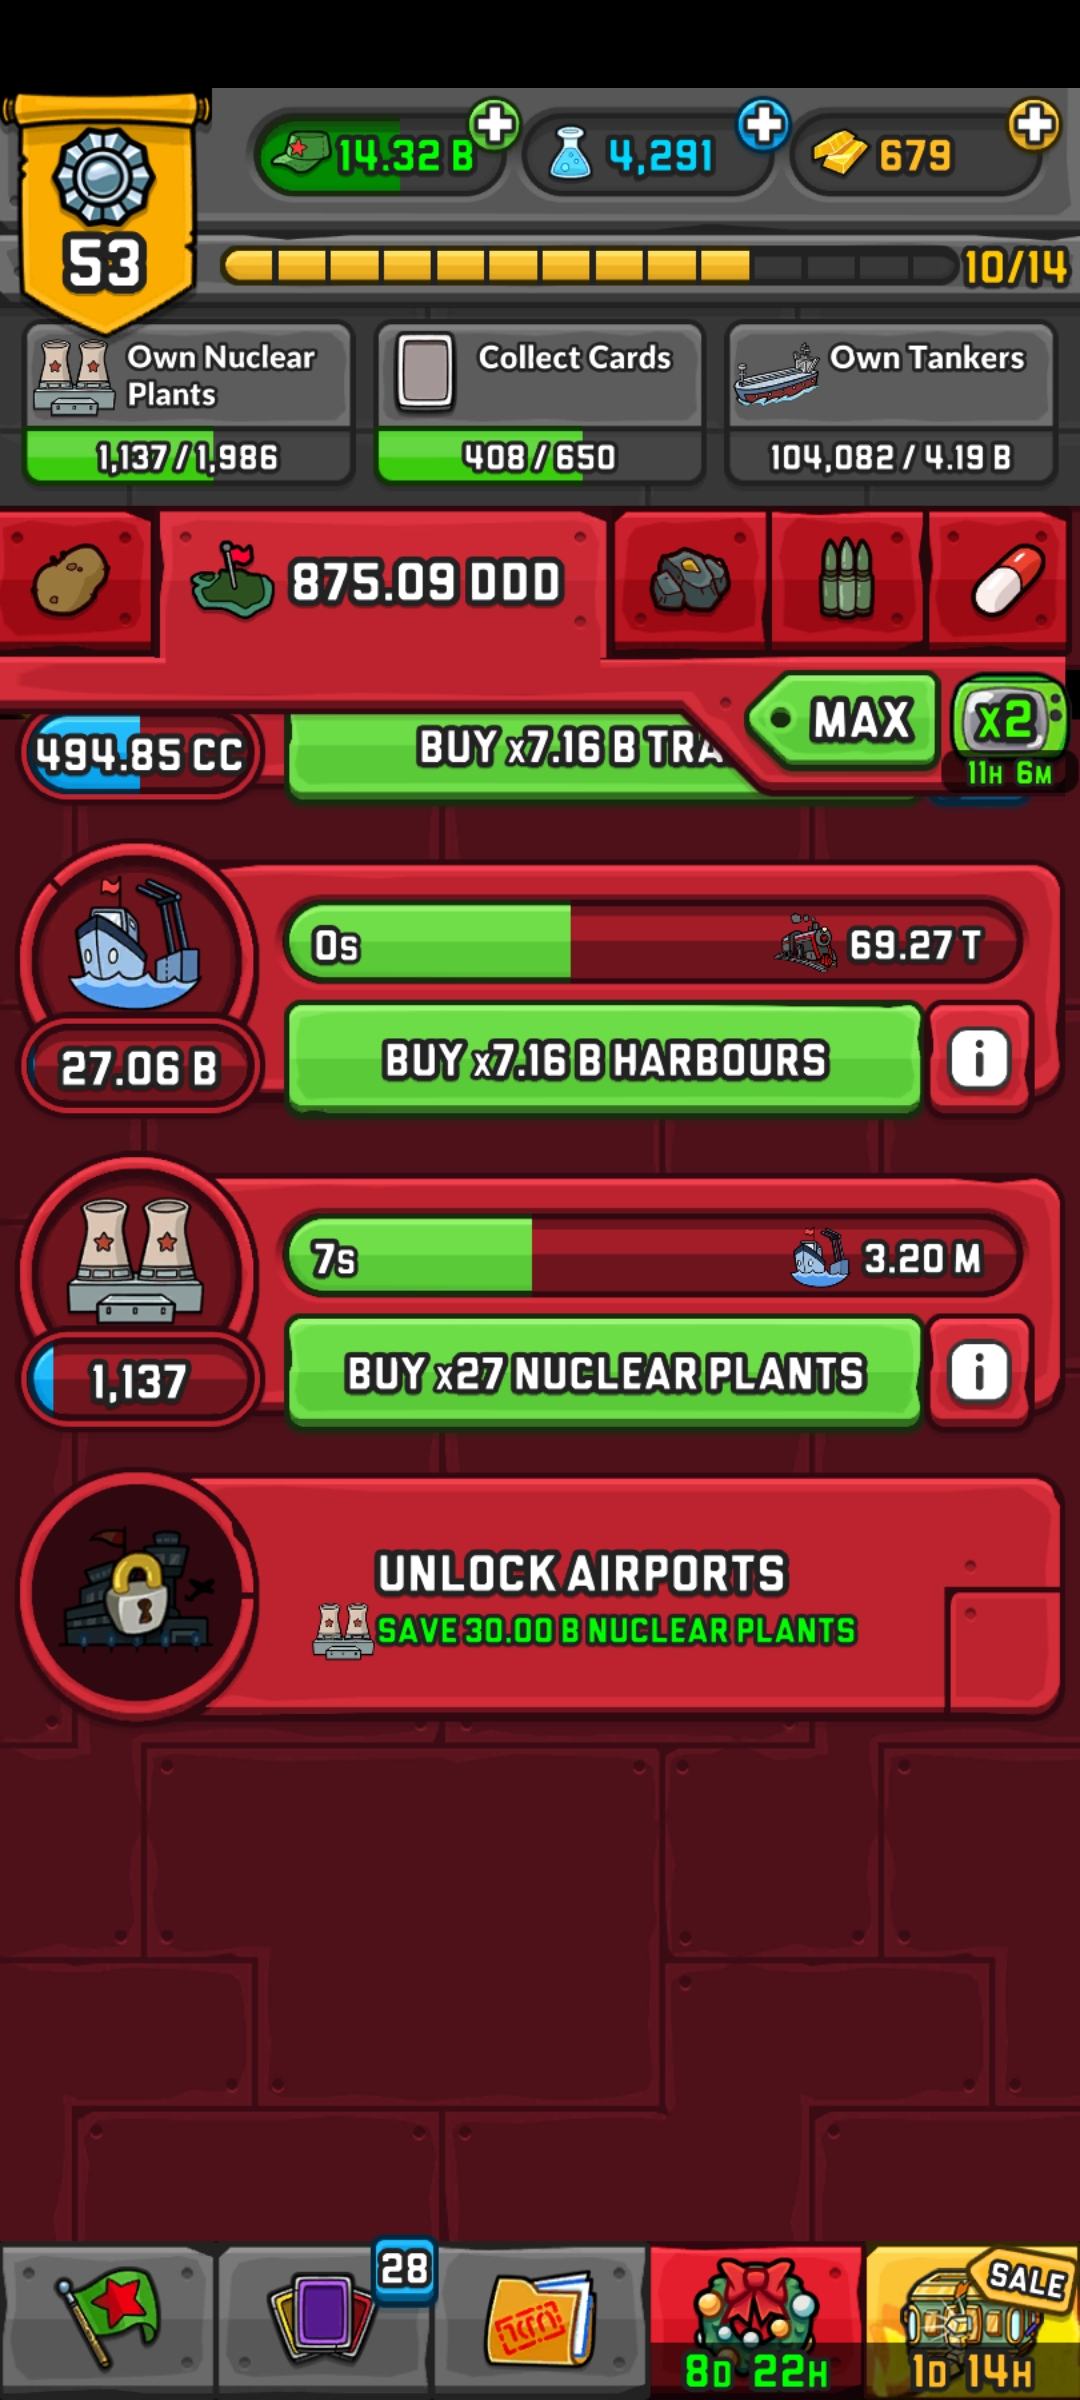 14.32 B
4,291
679
53
10/14
Own Nuclear
Plants
1,137/1,986
Collect Cards
408/650
Own Tankers
104,082/4.19 B
875.09 DDD
MAX
x2
11H 6M
494.85 CC
BUY x7.16 B TRA
0s
69.27 T
27.06 B
BUY x7.16 B HARBOURS
i
7s
3.20 M
1,137
BUY x27 NUCLEAR PLANTS
i
UNLOCK AIRPORTS
SAVE 30.00 B NUCLEAR PLANTS
28
SALE
8D 22H
1D 14H